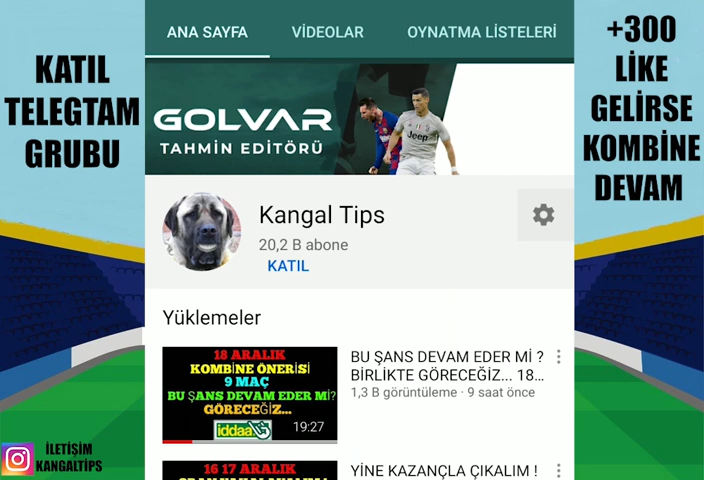 ANA SAYFA
VİDEOLAR
OYNATMA LİSTELERİ
KATIL
TELEGTAM
GRUBU
+300
LİKE
GELİRSE
KOMBİNE
DEVAM
GOLVAR
TAHMİN EDİTÖRÜ
Jeep
Kangal Tips
20,2 B abone
KATIL
Yüklemeler
18 ARALIK
KOMBİNE ÖNERİSİ
9 MAÇ
BU ŞANS DEVAM EDER Mİ?
GÖRECEĞİZ...
iddaa
19:27
BU ŞANS DEVAM EDER Mİ ?
BİRLİKTE GÖRECEĞİZ... 18...
1,3 B görüntüleme · 9 saat önce
16 17 ARALIK
YİNE KAZANÇLA ÇIKALIM !
İLETİŞİM
KANGALTİPS